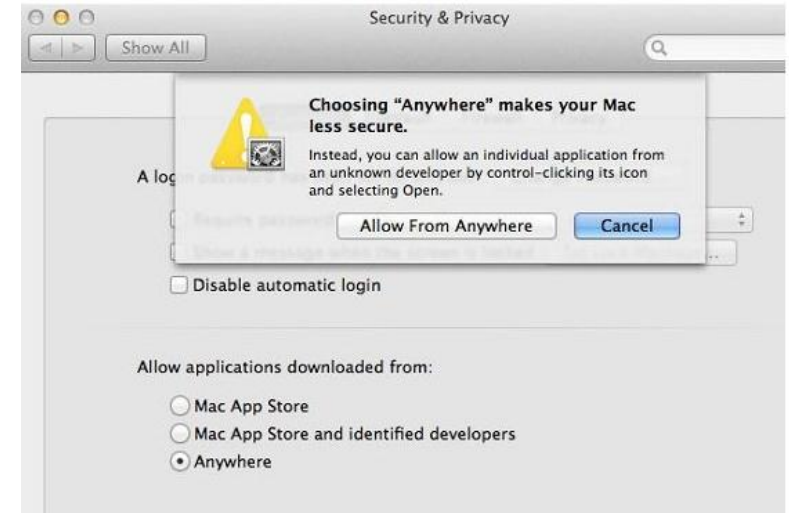 Security & Privacy
Show All
Choosing “Anywhere” makes your Mac
less secure.
Instead, you can allow an individual application from
an unknown developer by control-clicking its icon
and selecting Open.
A log
Allow From Anywhere
Cancel
Disable automatic login
Allow applications downloaded from:
Mac App Store
Mac App Store and identified developers
Anywhere